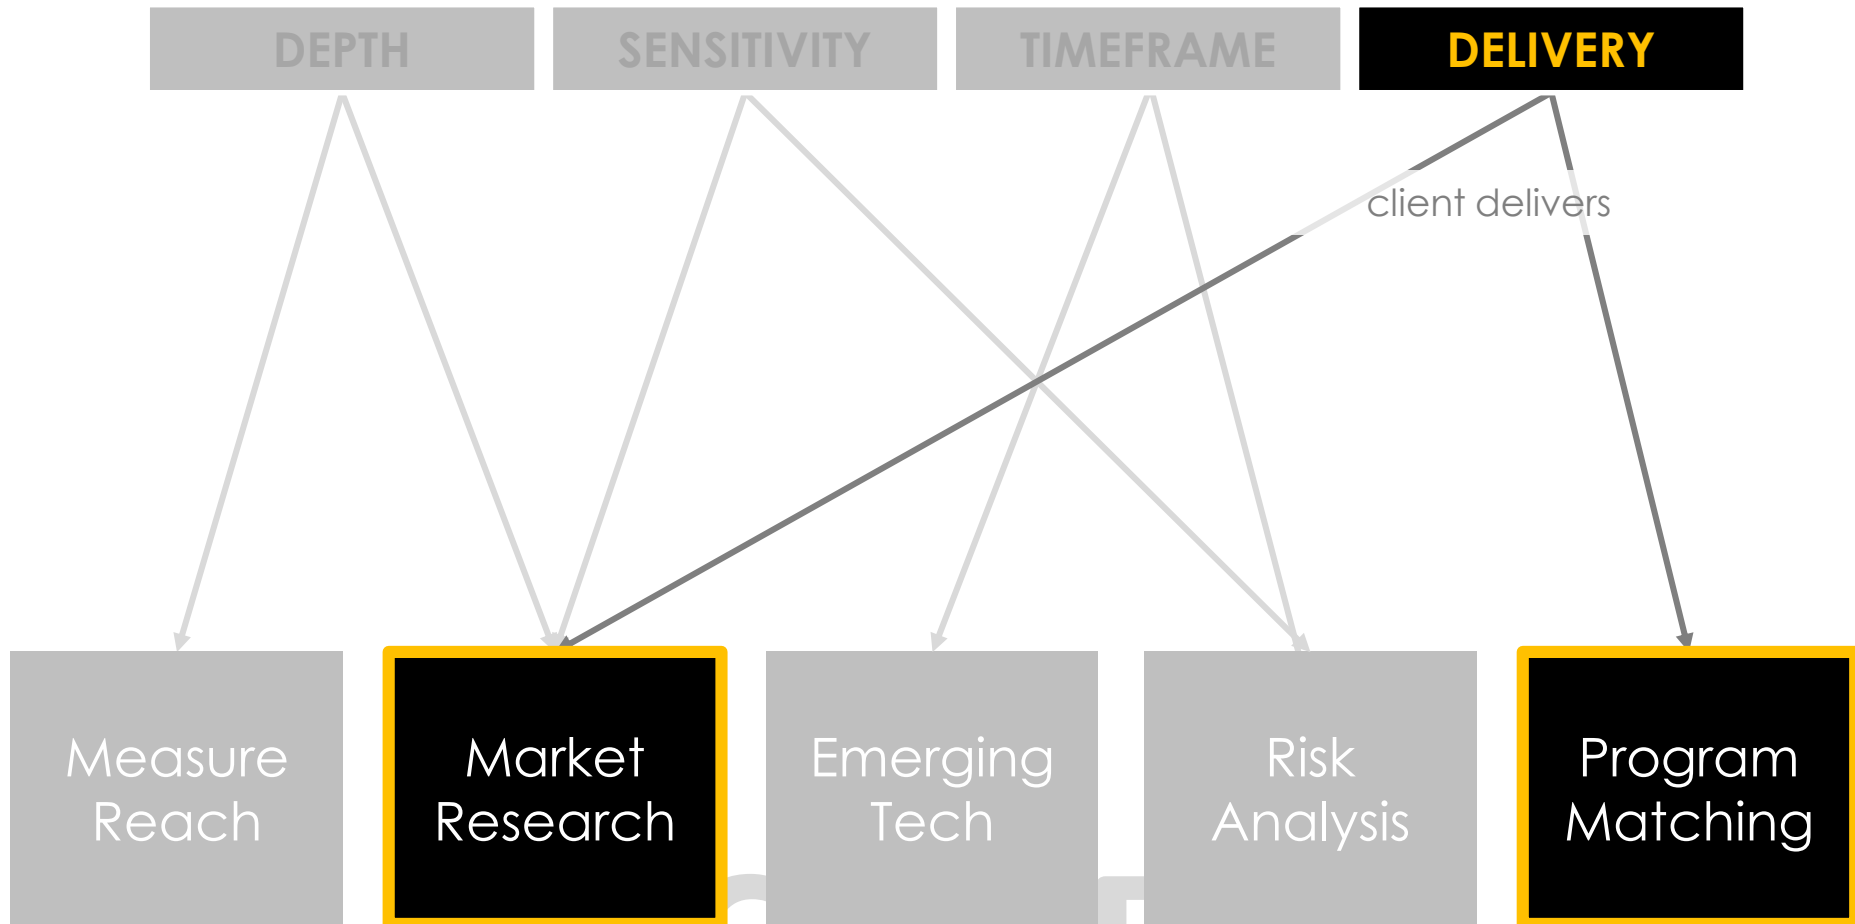 DEPTH
SENSITIVITY
TIMEFRAME
DELIVERY
client delivers
Measure
Reach
Market
Research
Emerging
Tech
Risk
Analysis
Program
Matching